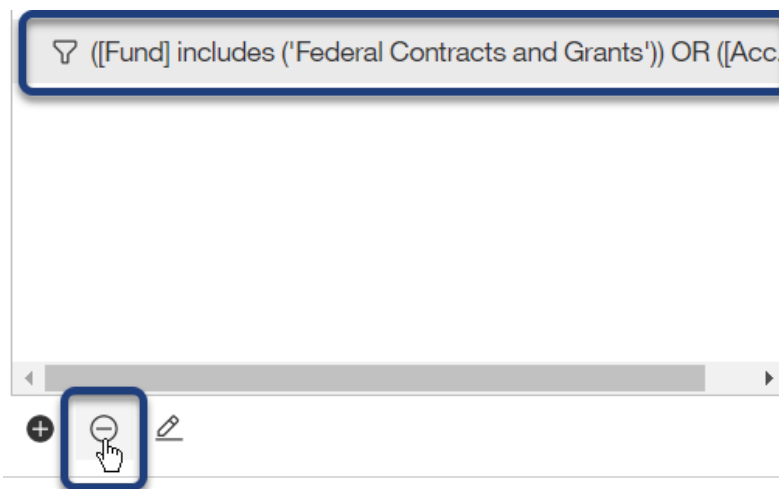 ([Fund] includes ('Federal Contracts and Grants')) OR ([Acc.